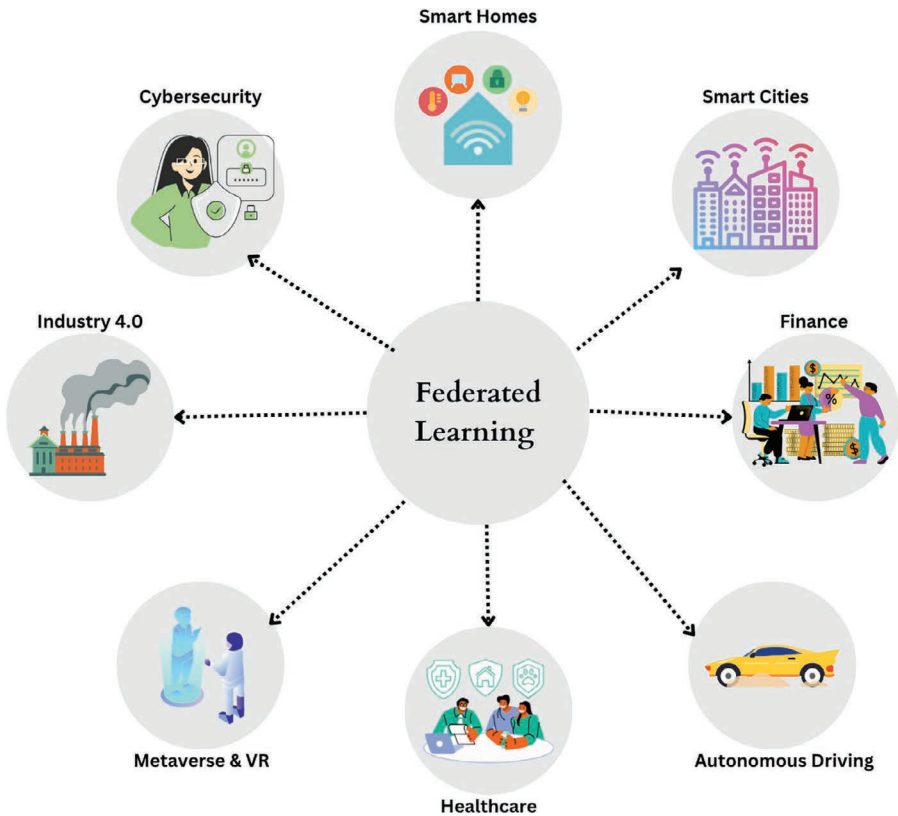 Smart Homes
Cybersecurity
Smart Cities
Industry 4.0
Finance
$
%
$
Federated
Learning
Metaverse & VR
Healthcare
Autonomous Driving